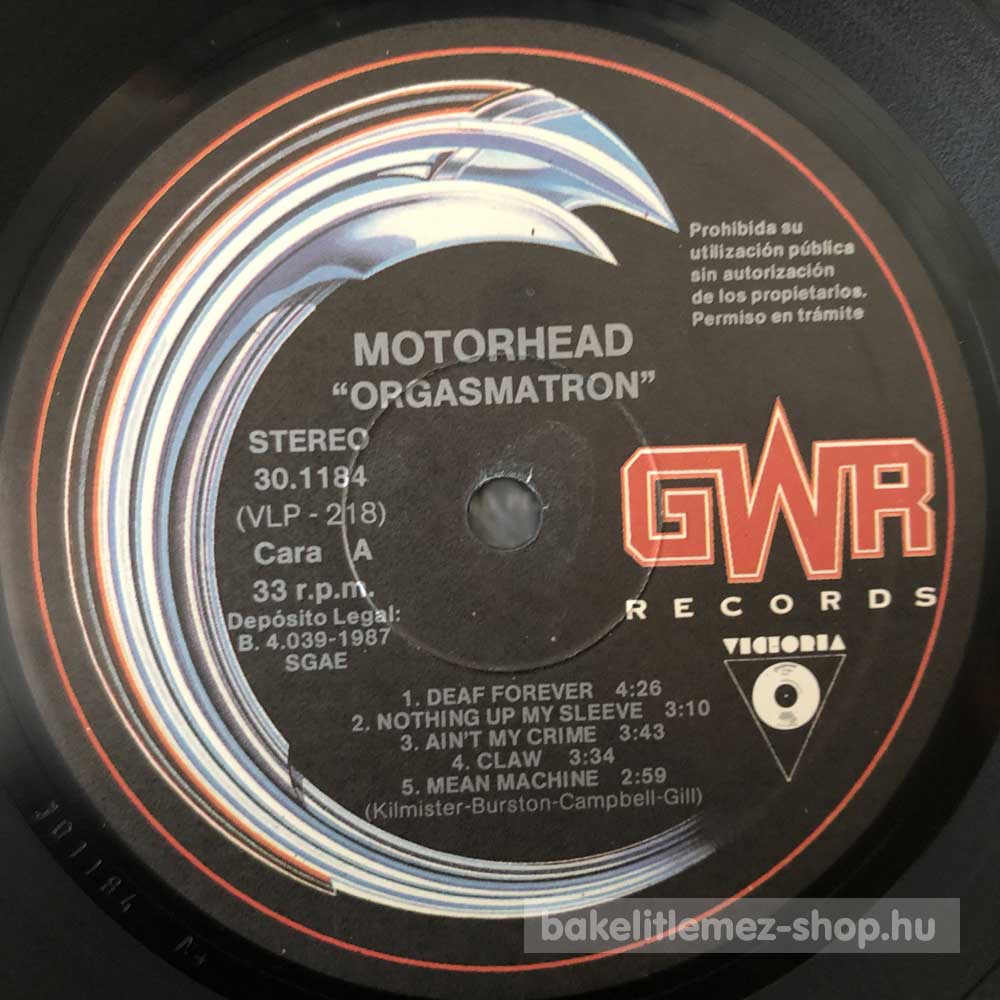 Prohibida su
utilización pública
sin autorización
de los propietarios.
Permiso en trámite
MOTORHEAD
“ORGASMATRON”
STEREO
30.1184
(VLP - 218)
Cara A
33 r.p.m.
Depósito Legal:
B. 4.039-1987
SGAE
GWR
RECORDS
VICTORIA
1. DEAF FOREVER 4:26
2. NOTHING UP MY SLEEVE 3:10
3. AIN'T MY CRIME 3:43
4. CLAW 3:34
5. MEAN MACHINE 2:59
(Kilmister-Burston-Campbell-Gill)
301184
bakelitlemez-shop.hu